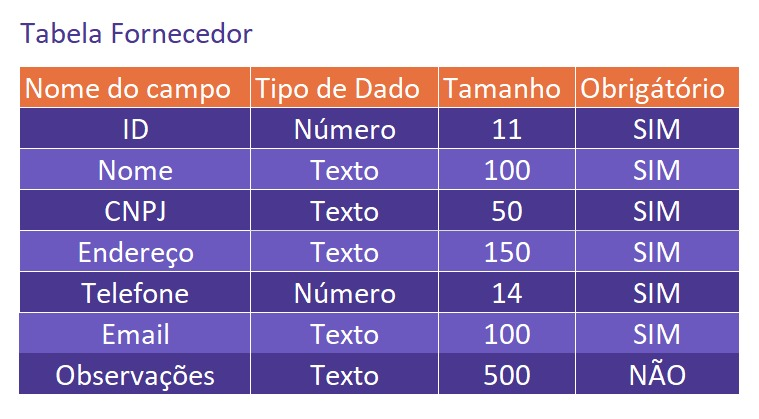 Tabela Fornecedor
Nome do campo Tipo de Dado Tamanho Obrigátório
ID Número 11 SIM
Nome Texto 100 SIM
CNPJ Texto 50 SIM
Endereço Texto 150 SIM
Telefone Número 14 SIM
Email Texto 100 SIM
Observações Texto 500 NÃO